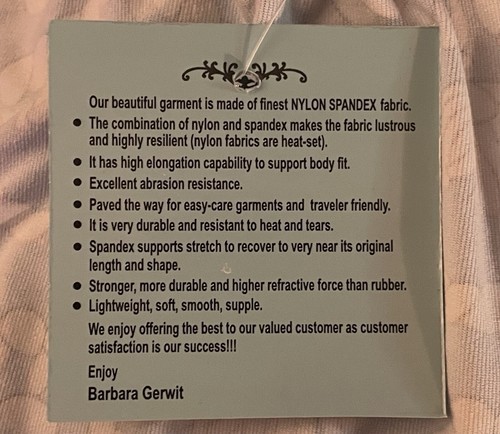 Our beautiful garment is made of finest NYLON SPANDEX fabric.
● The combination of nylon and spandex makes the fabric lustrous
and highly resilient (nylon fabrics are heat-set).
● It has high elongation capability to support body fit.
● Excellent abrasion resistance.
● Paved the way for easy-care garments and traveler friendly.
● It is very durable and resistant to heat and tears.
● Spandex supports stretch to recover to very near its original
length and shape.
● Stronger, more durable and higher refractive force than rubber.
● Lightweight, soft, smooth, supple.
We enjoy offering the best to our valued customer as customer
satisfaction is our success!!!
Enjoy
Barbara Gerwit